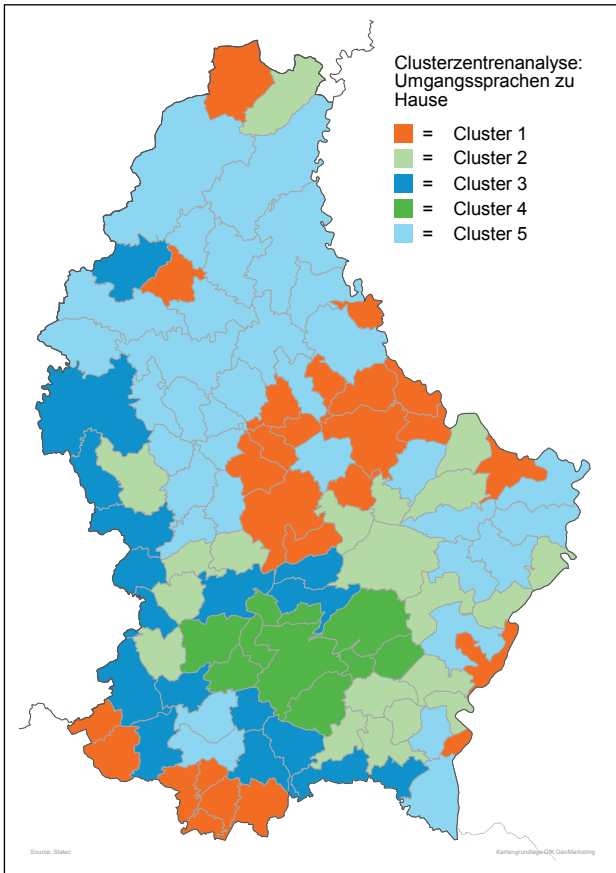 Clusterzentrenanalyse:
Umgangssprachen zu
Hause
= Cluster 1
= Cluster 2
= Cluster 3
= Cluster 4
= Cluster 5
Source: Statec
Kartengrundlage GfK GeoMarketing